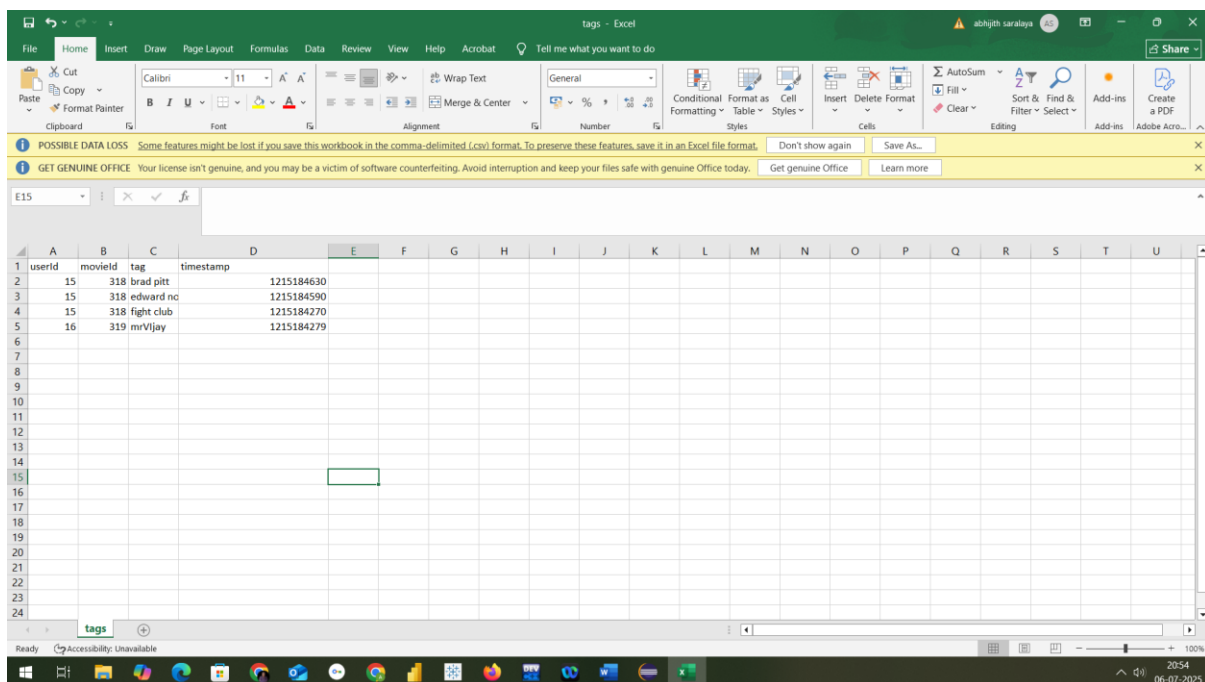 tags - Excel
abhijith saralaya AS
File Home Insert Draw Page Layout Formulas Data Review View Help Acrobat Tell me what you want to do Share
Cut
Copy
Format Painter
Paste
Clipboard
Calibri 11
B I U
Font
Wrap Text
Merge & Center
Alignment
General
% ,
Number
Conditional Formatting
Format as Table
Cell Styles
Styles
Insert Delete Format
Cells
AutoSum
Fill
Clear
Sort & Filter
Find & Select
Editing
Add-ins
Add-ins
Create a PDF
Adobe Acro...
POSSIBLE DATA LOSS Some features might be lost if you save this workbook in the comma-delimited (.csv) format. To preserve these features, save it in an Excel file format. Don't show again Save As...
GET GENUINE OFFICE Your license isn't genuine, and you may be a victim of software counterfeiting. Avoid interruption and keep your files safe with genuine Office today. Get genuine Office Learn more
E15 fx
A B C D E F G H I J K L M N O P Q R S T U
1 userId movieId tag timestamp
2 15 318 brad pitt 1215184630
3 15 318 edward no 1215184590
4 15 318 fight club 1215184270
5 16 319 mrVIjay 1215184279
6
7
8
9
10
11
12
13
14
15
16
17
18
19
20
21
22
23
24
tags
Ready Accessibility: Unavailable 100%
20:54
06-07-2025